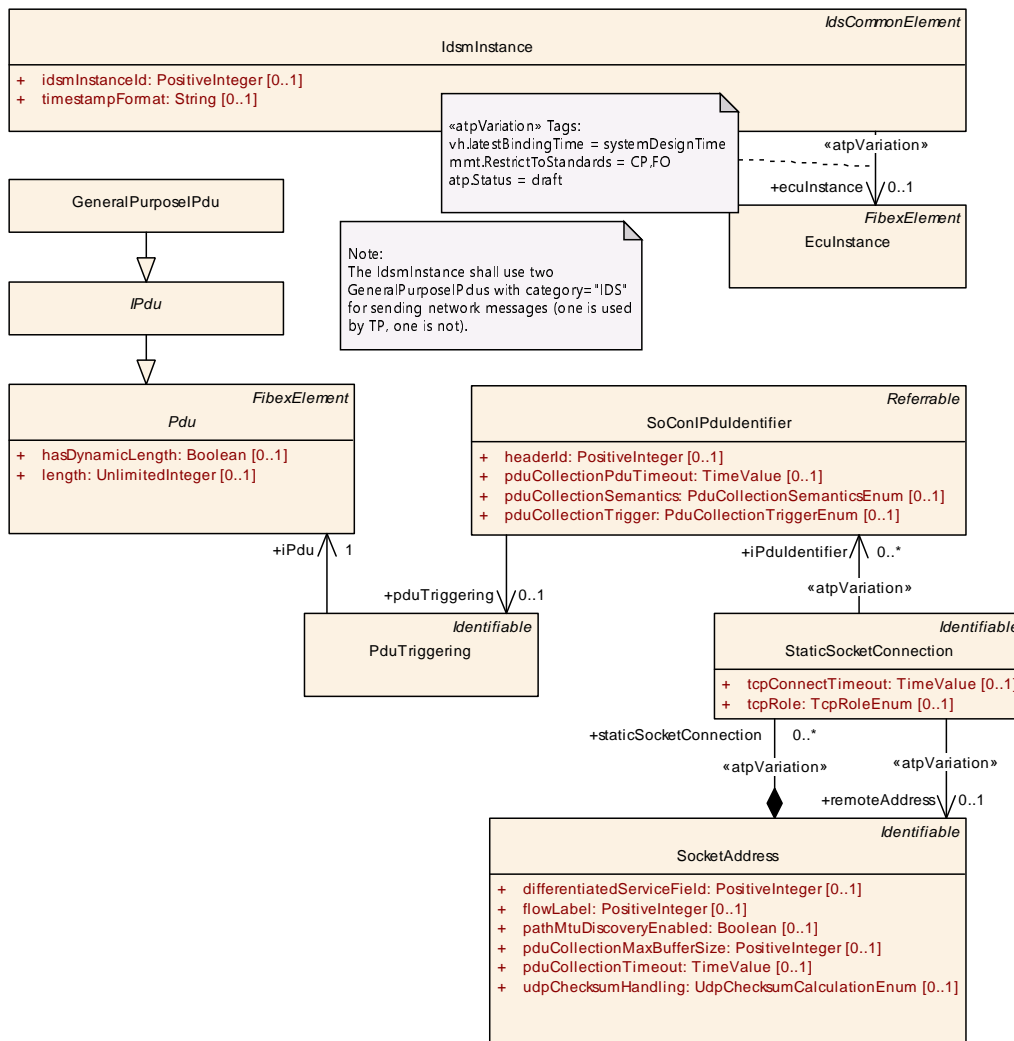 IdsCommonElement
IdsmInstance
+ idsmInstanceId: PositiveInteger [0..1]
+ timestampFormat: String [0..1]
«atpVariation» Tags:
vh.latestBindingTime = systemDesignTime
mmt.RestrictToStandards = CP,FO
atp.Status = draft
«atpVariation»
+ecuInstance 0..1
GeneralPurposeIPdu
FibexElement
EcuInstance
Note:
The IdsmInstance shall use two
GeneralPurposeIPdus with category="IDS"
for sending network messages (one is used
by TP, one is not).
IPdu
FibexElement
Pdu
+ hasDynamicLength: Boolean [0..1]
+ length: UnlimitedInteger [0..1]
Referrable
SoConIPduIdentifier
+ headerId: PositiveInteger [0..1]
+ pduCollectionPduTimeout: TimeValue [0..1]
+ pduCollectionSemantics: PduCollectionSemanticsEnum [0..1]
+ pduCollectionTrigger: PduCollectionTriggerEnum [0..1]
+iPdu 1
+iPduIdentifier 0..*
«atpVariation»
+pduTriggering 0..1
Identifiable
PduTriggering
Identifiable
StaticSocketConnection
+ tcpConnectTimeout: TimeValue [0..1]
+ tcpRole: TcpRoleEnum [0..1]
+staticSocketConnection 0..*
«atpVariation»
«atpVariation»
+remoteAddress 0..1
Identifiable
SocketAddress
+ differentiatedServiceField: PositiveInteger [0..1]
+ flowLabel: PositiveInteger [0..1]
+ pathMtuDiscoveryEnabled: Boolean [0..1]
+ pduCollectionMaxBufferSize: PositiveInteger [0..1]
+ pduCollectionTimeout: TimeValue [0..1]
+ udpChecksumHandling: UdpChecksumCalculationEnum [0..1]